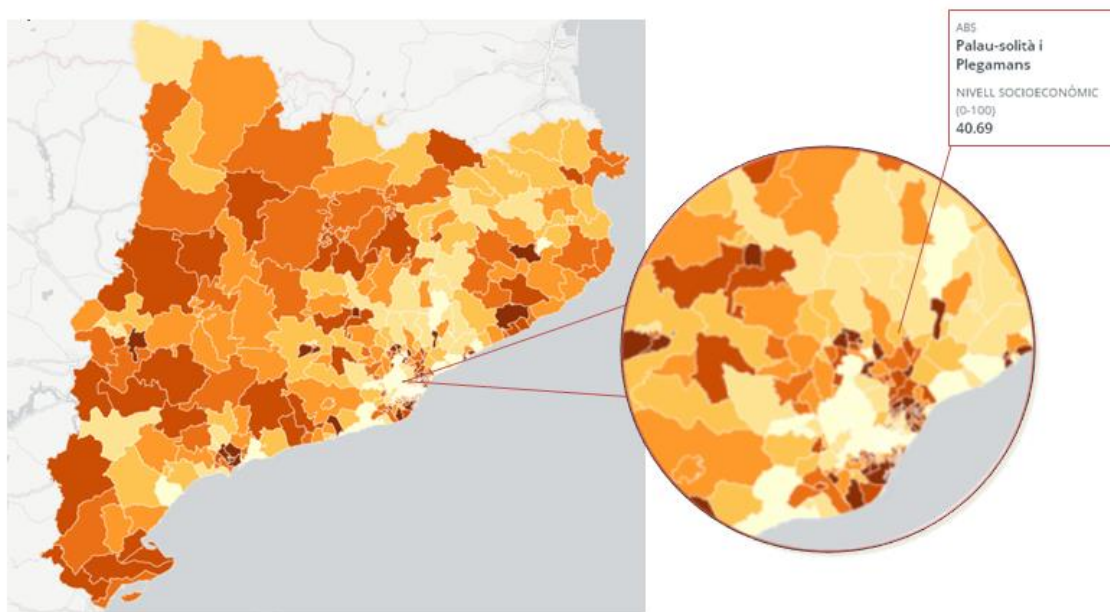 ABS
Palau-solità i
Plegamans
NIVELL SOCIOECONÒMIC
(0-100)
40.69